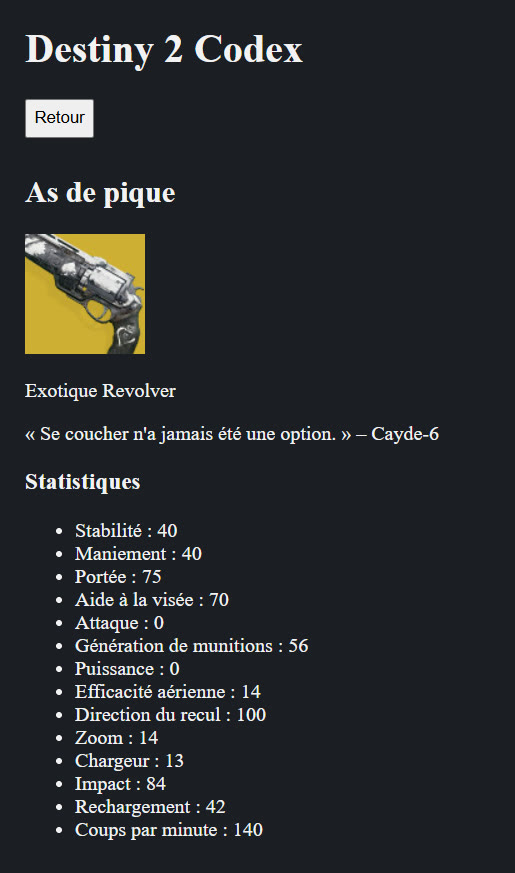 Destiny 2 Codex
Retour
As de pique
Exotique Revolver
« Se coucher n'a jamais été une option. » – Cayde-6
Statistiques
• Stabilité : 40
• Maniement : 40
• Portée : 75
• Aide à la visée : 70
• Attaque : 0
• Génération de munitions : 56
• Puissance : 0
• Efficacité aérienne : 14
• Direction du recul : 100
• Zoom : 14
• Chargeur : 13
• Impact : 84
• Rechargement : 42
• Coups par minute : 140